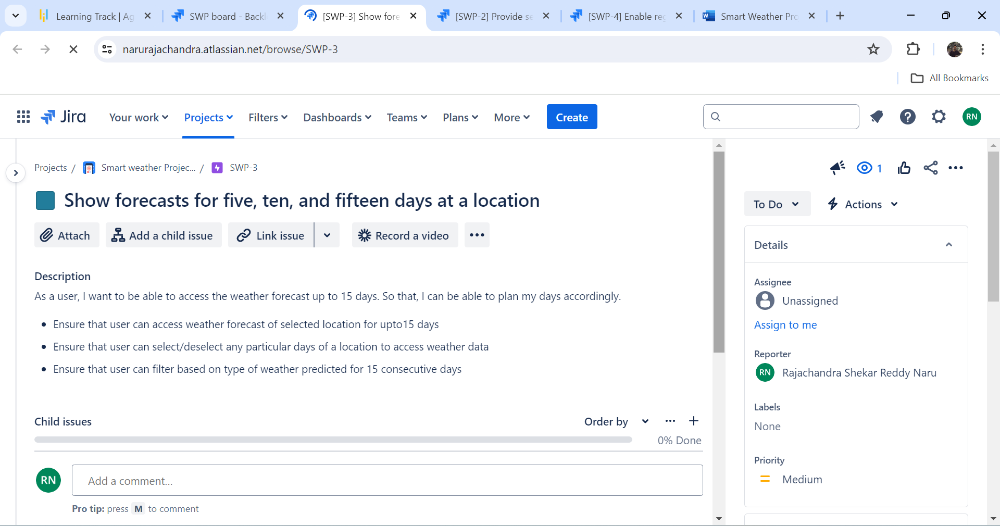 Learning Track | Ag
SWP board - Backl
[SWP-3] Show fore
[SWP-2] Provide se
[SWP-4] Enable reg
Smart Weather Pro
narurajachandra.atlassian.net/browse/SWP-3
All Bookmarks
Jira
Your work
Projects
Filters
Dashboards
Teams
Plans
More
Create
RN
Projects / Smart weather Projec... / SWP-3
1
Show forecasts for five, ten, and fifteen days at a location
To Do
Actions
Attach
Add a child issue
Link issue
Record a video
Details
Description
As a user, I want to be able to access the weather forecast up to 15 days. So that, I can be able to plan my days accordingly.
Ensure that user can access weather forecast of selected location for upto15 days
Ensure that user can select/deselect any particular days of a location to access weather data
Ensure that user can filter based on type of weather predicted for 15 consecutive days
Assignee
Unassigned
Assign to me
Reporter
RN Rajachandra Shekar Reddy Naru
Labels
None
Priority
Medium
Child issues
Order by
0% Done
RN
Add a comment...
Pro tip: press M to comment